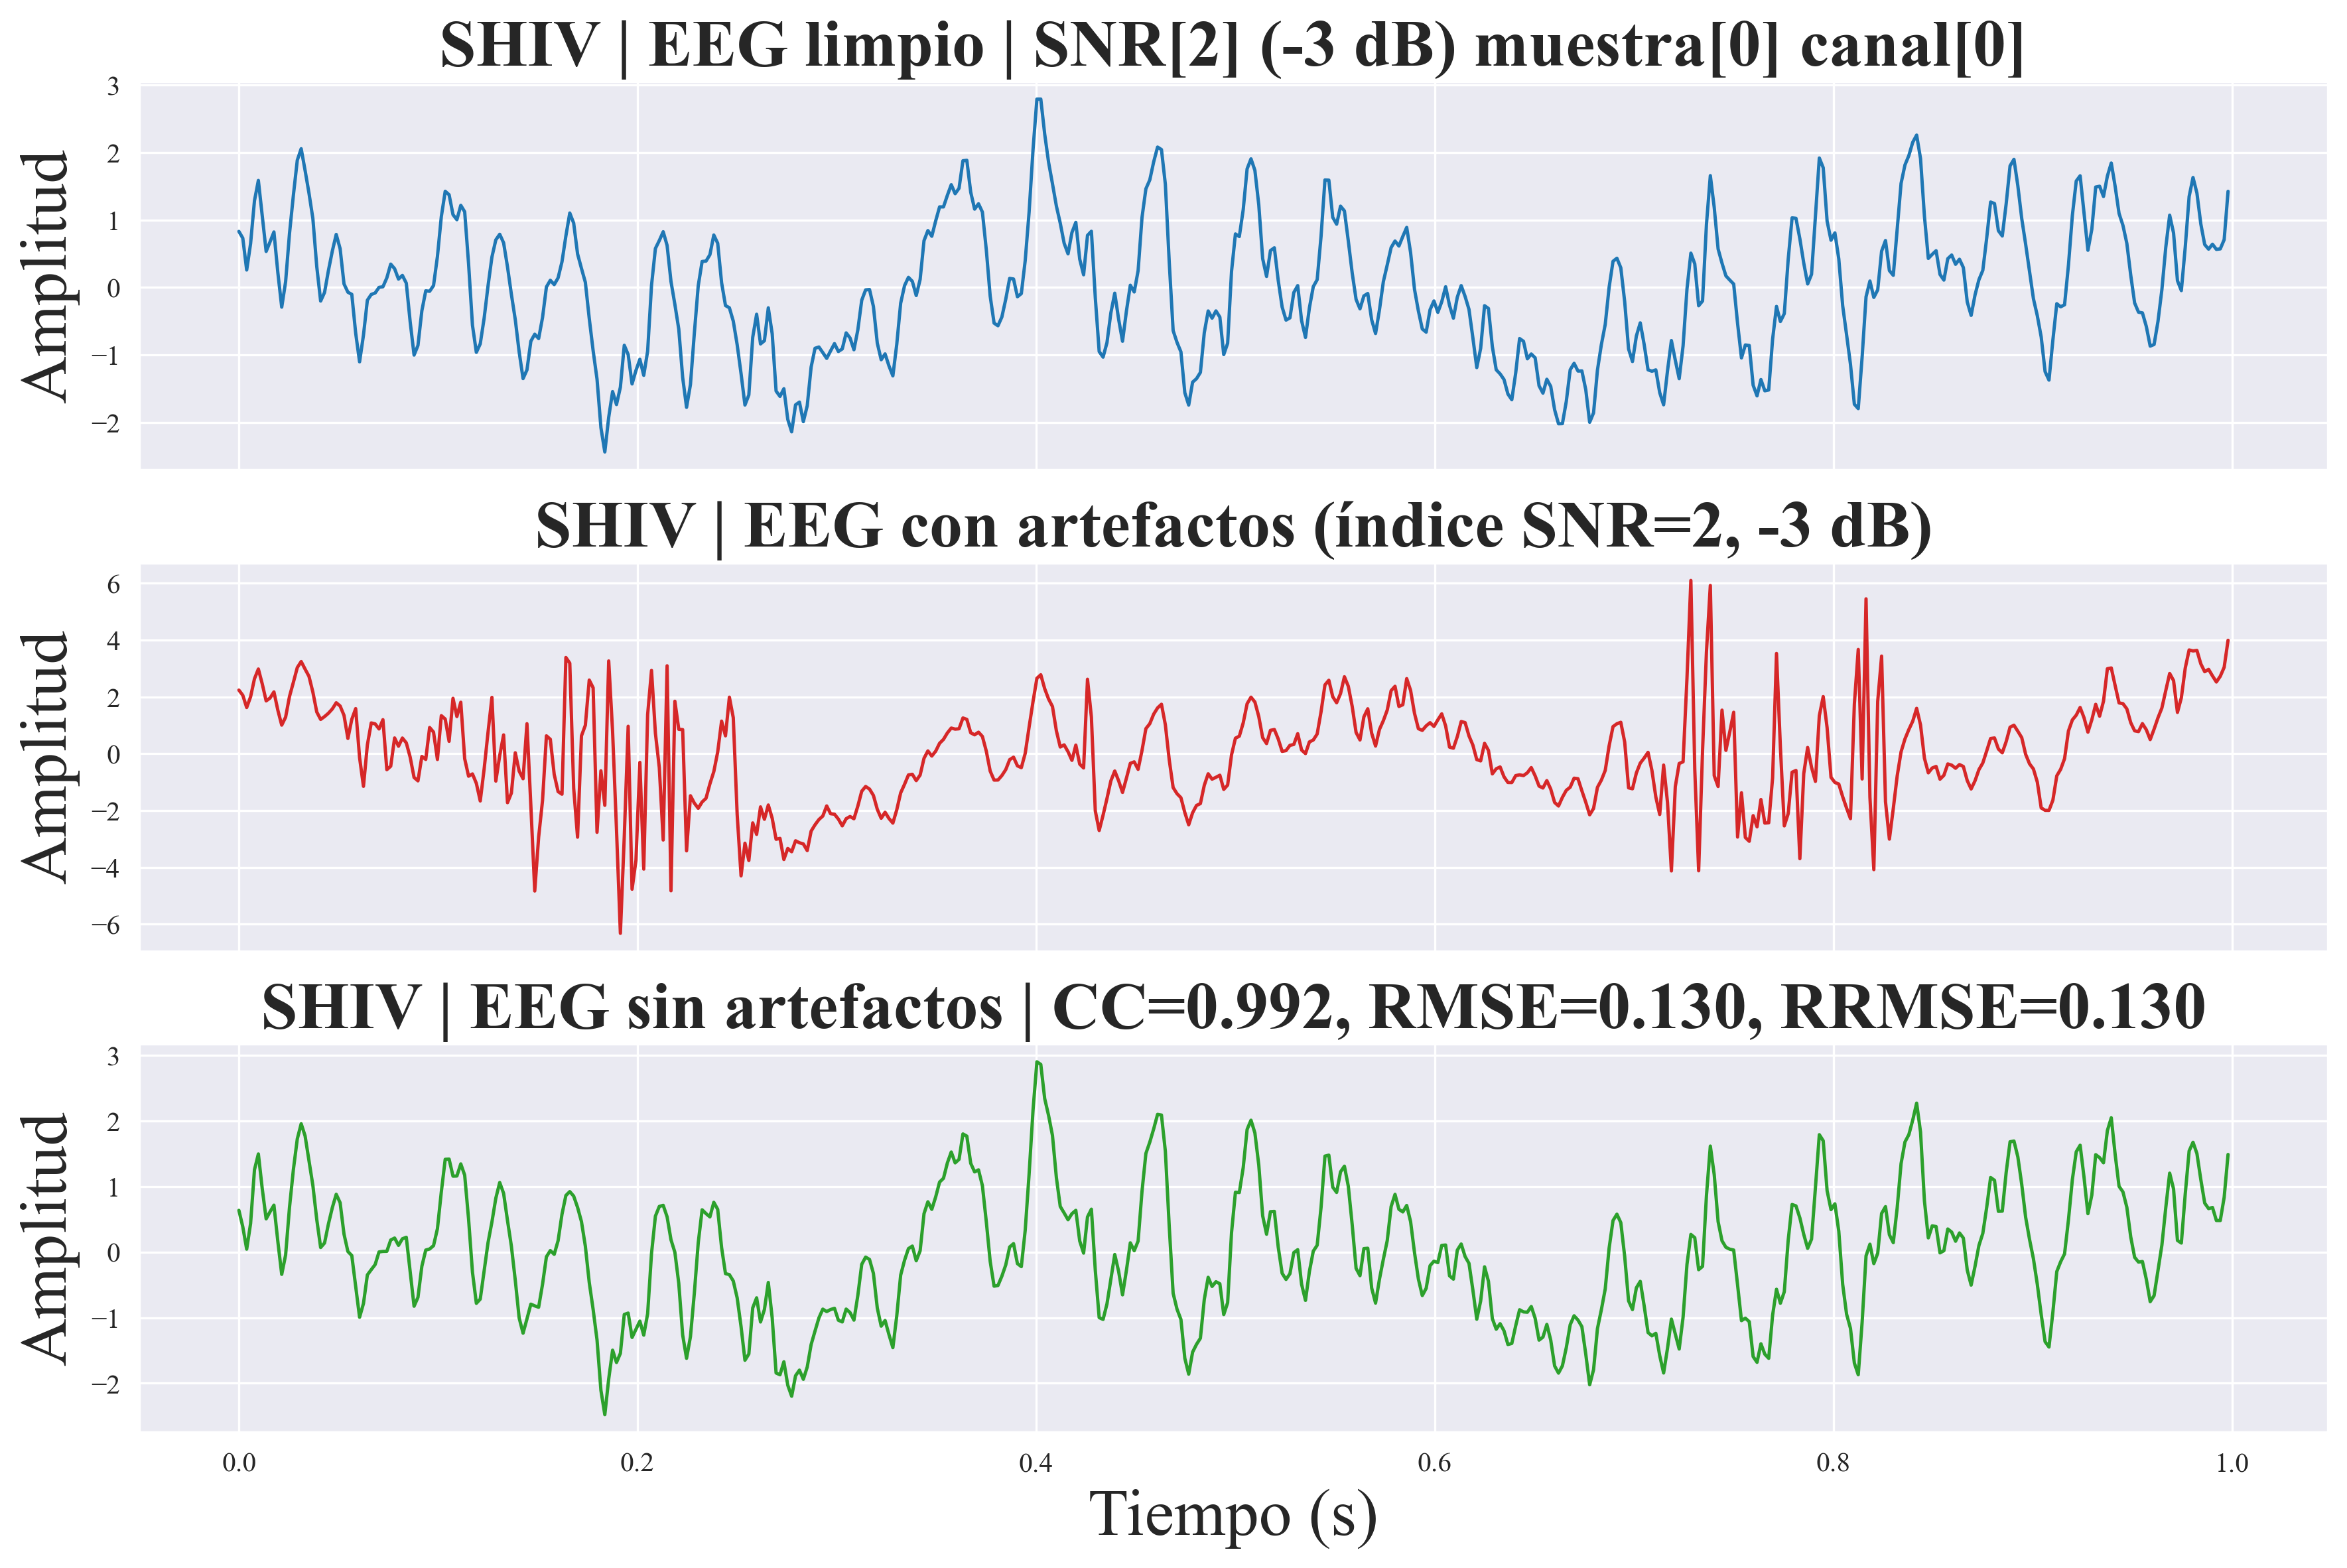 SHIV | EEG limpio | SNR[2] (-3 dB) muestra[0] canal[0]
Amplitud
3
2
1
0
−1
−2
SHIV | EEG con artefactos (índice SNR=2, -3 dB)
Amplitud
6
4
2
0
−2
−4
−6
SHIV | EEG sin artefactos | CC=0.992, RMSE=0.130, RRMSE=0.130
Amplitud
3
2
1
0
−1
−2
0.0 0.2 0.4 0.6 0.8 1.0
Tiempo (s)